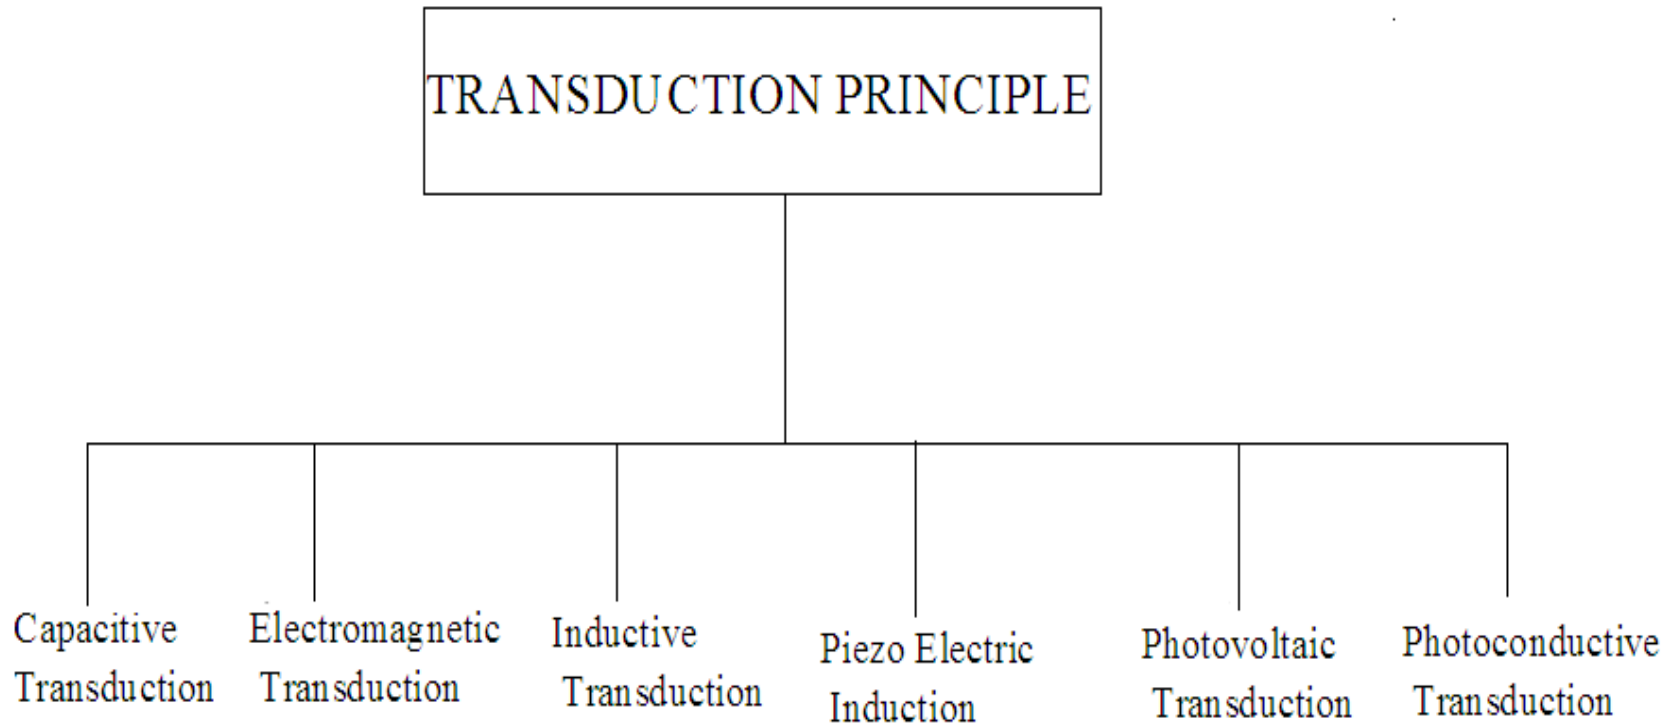 TRANSDUCTION PRINCIPLE
Capacitive
Transduction
Electromagnetic
Transduction
Inductive
Transduction
Piezo Electric
Induction
Photovoltaic
Transduction
Photoconductive
Transduction